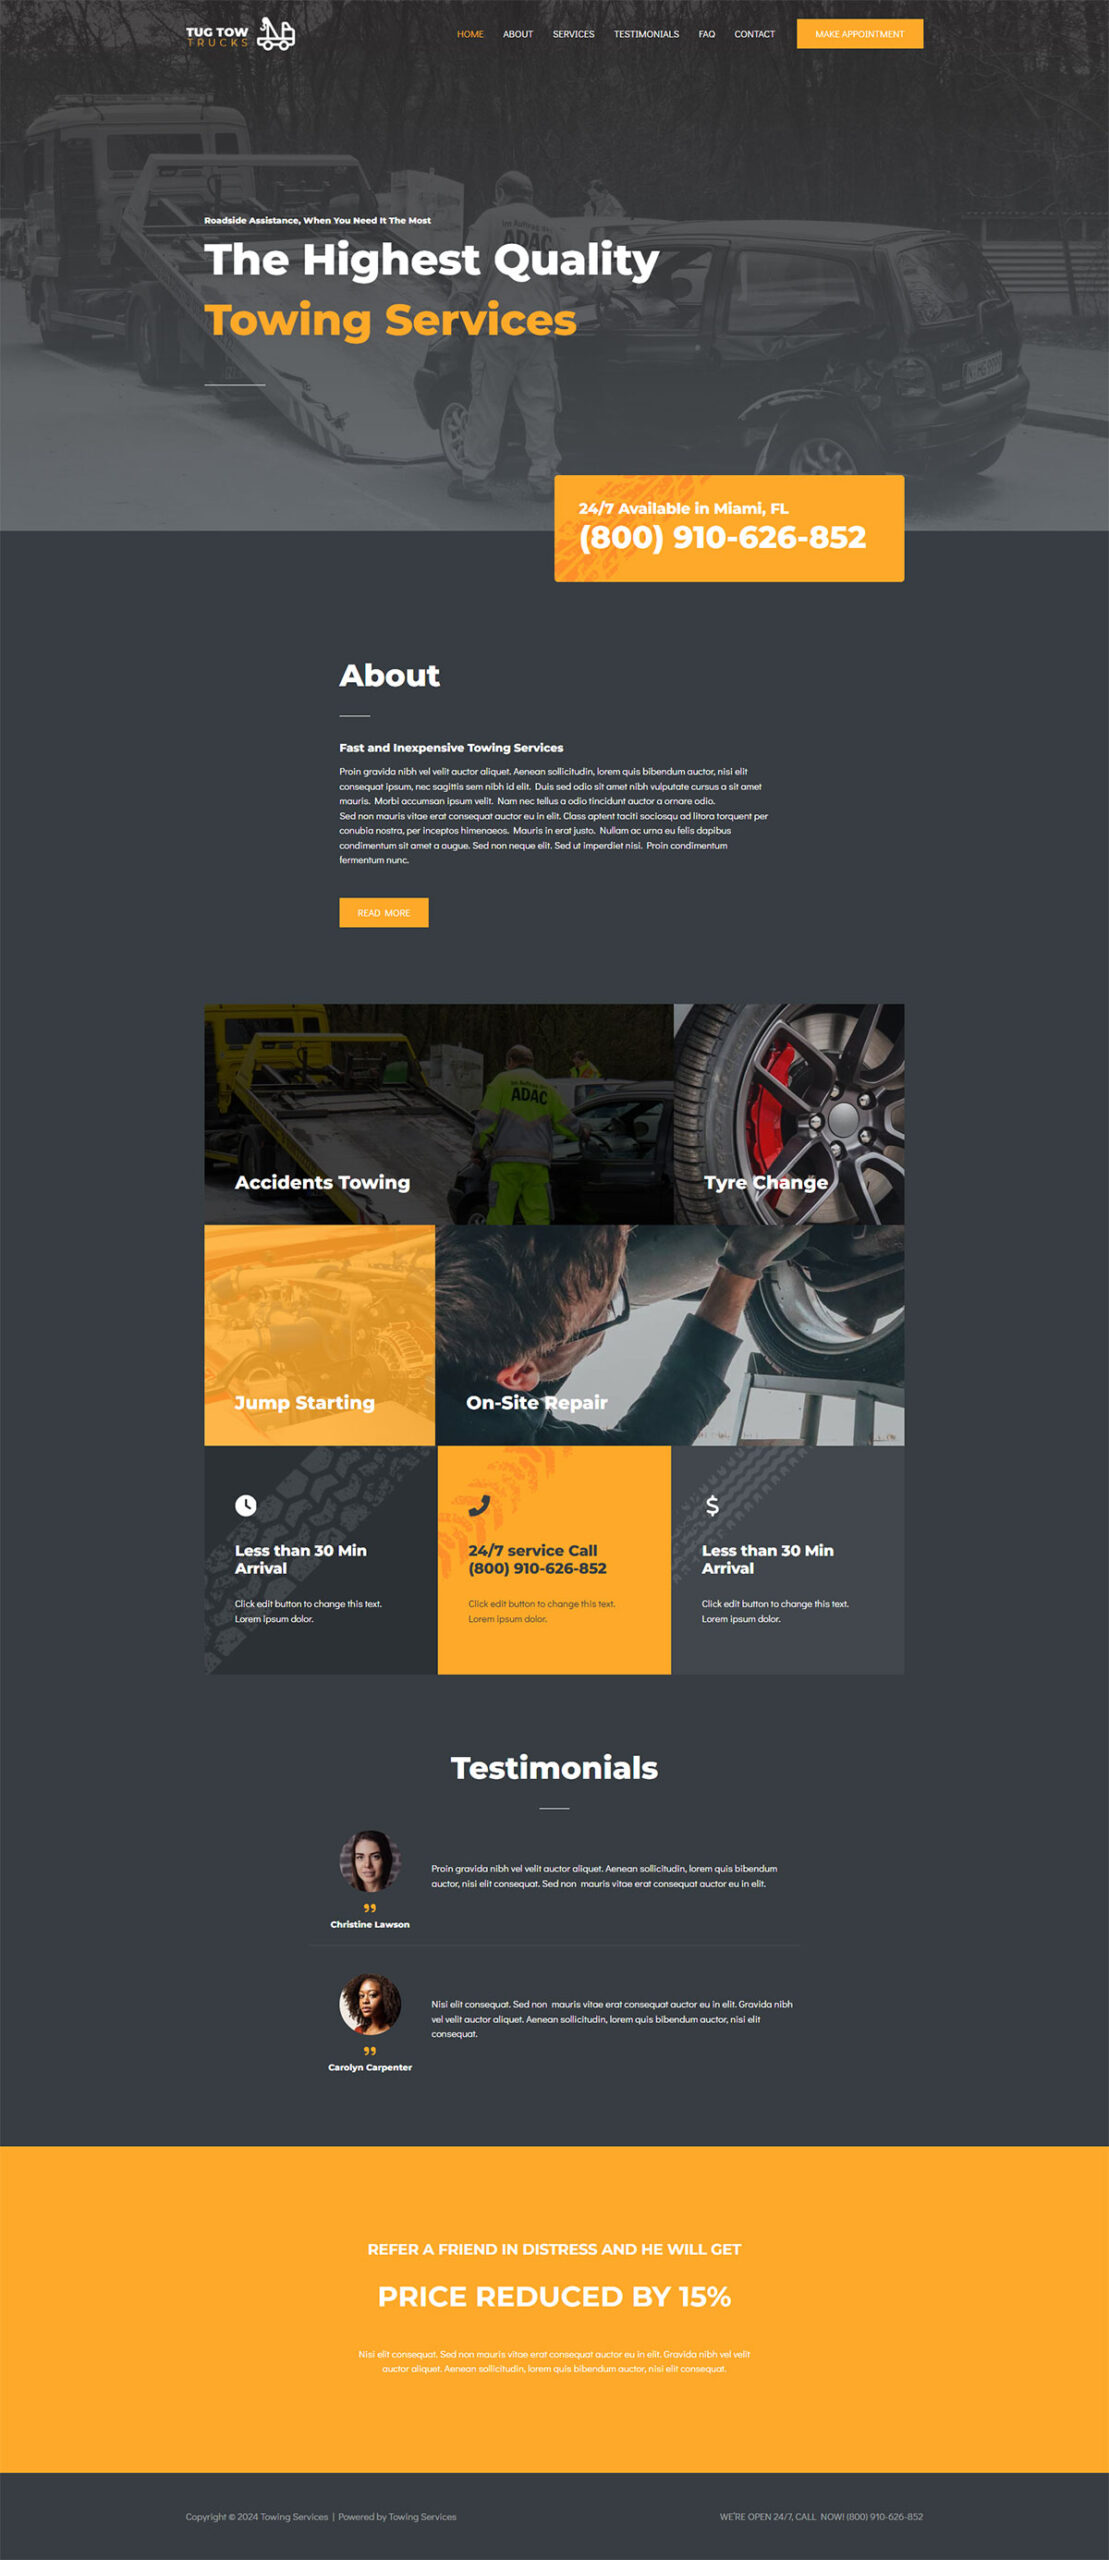 TUG TOW
TRUCKS
HOME
ABOUT
SERVICES
TESTIMONIALS
FAQ
CONTACT
MAKE APPOINTMENT
Im Auftrag des
ADAC
Roadside Assistance, When You Need It The Most
The Highest Quality
Towing Services
24/7 Available in Miami, FL
(800) 910-626-852
About
Fast and Inexpensive Towing Services
Proin gravida nibh vel velit auctor aliquet. Aenean sollicitudin, lorem quis bibendum auctor, nisi elit
consequat ipsum, nec sagittis sem nibh id elit. Duis sed odio sit amet nibh vulputate cursus a sit amet
mauris. Morbi accumsan ipsum velit. Nam nec tellus a odio tincidunt auctor a ornare odio.
Sed non mauris vitae erat consequat auctor eu in elit. Class aptent taciti sociosqu ad litora torquent per
conubia nostra, per inceptos himenaeos. Mauris in erat justo. Nullam ac urna eu felis dapibus
condimentum sit amet a augue. Sed non neque elit. Sed ut imperdiet nisi. Proin condimentum
fermentum nunc.
READ MORE
Im Auftrag des
ADAC
Accidents Towing
Tyre Change
Jump Starting
On-Site Repair
Less than 30 Min
Arrival
Click edit button to change this text.
Lorem ipsum dolor.
24/7 service Call
(800) 910-626-852
Click edit button to change this text.
Lorem ipsum dolor.
Less than 30 Min
Arrival
Click edit button to change this text.
Lorem ipsum dolor.
Testimonials
Proin gravida nibh vel velit auctor aliquet. Aenean sollicitudin, lorem quis bibendum
auctor, nisi elit consequat. Sed non mauris vitae erat consequat auctor eu in elit.
Christine Lawson
Nisi elit consequat. Sed non mauris vitae erat consequat auctor eu in elit. Gravida nibh
vel velit auctor aliquet. Aenean sollicitudin, lorem quis bibendum auctor, nisi elit
consequat.
Carolyn Carpenter
REFER A FRIEND IN DISTRESS AND HE WILL GET
PRICE REDUCED BY 15%
Nisi elit consequat. Sed non mauris vitae erat consequat auctor eu in elit. Gravida nibh vel velit
auctor aliquet. Aenean sollicitudin, lorem quis bibendum auctor, nisi elit consequat.
Copyright © 2024 Towing Services | Powered by Towing Services
WE'RE OPEN 24/7, CALL NOW! (800) 910-626-852